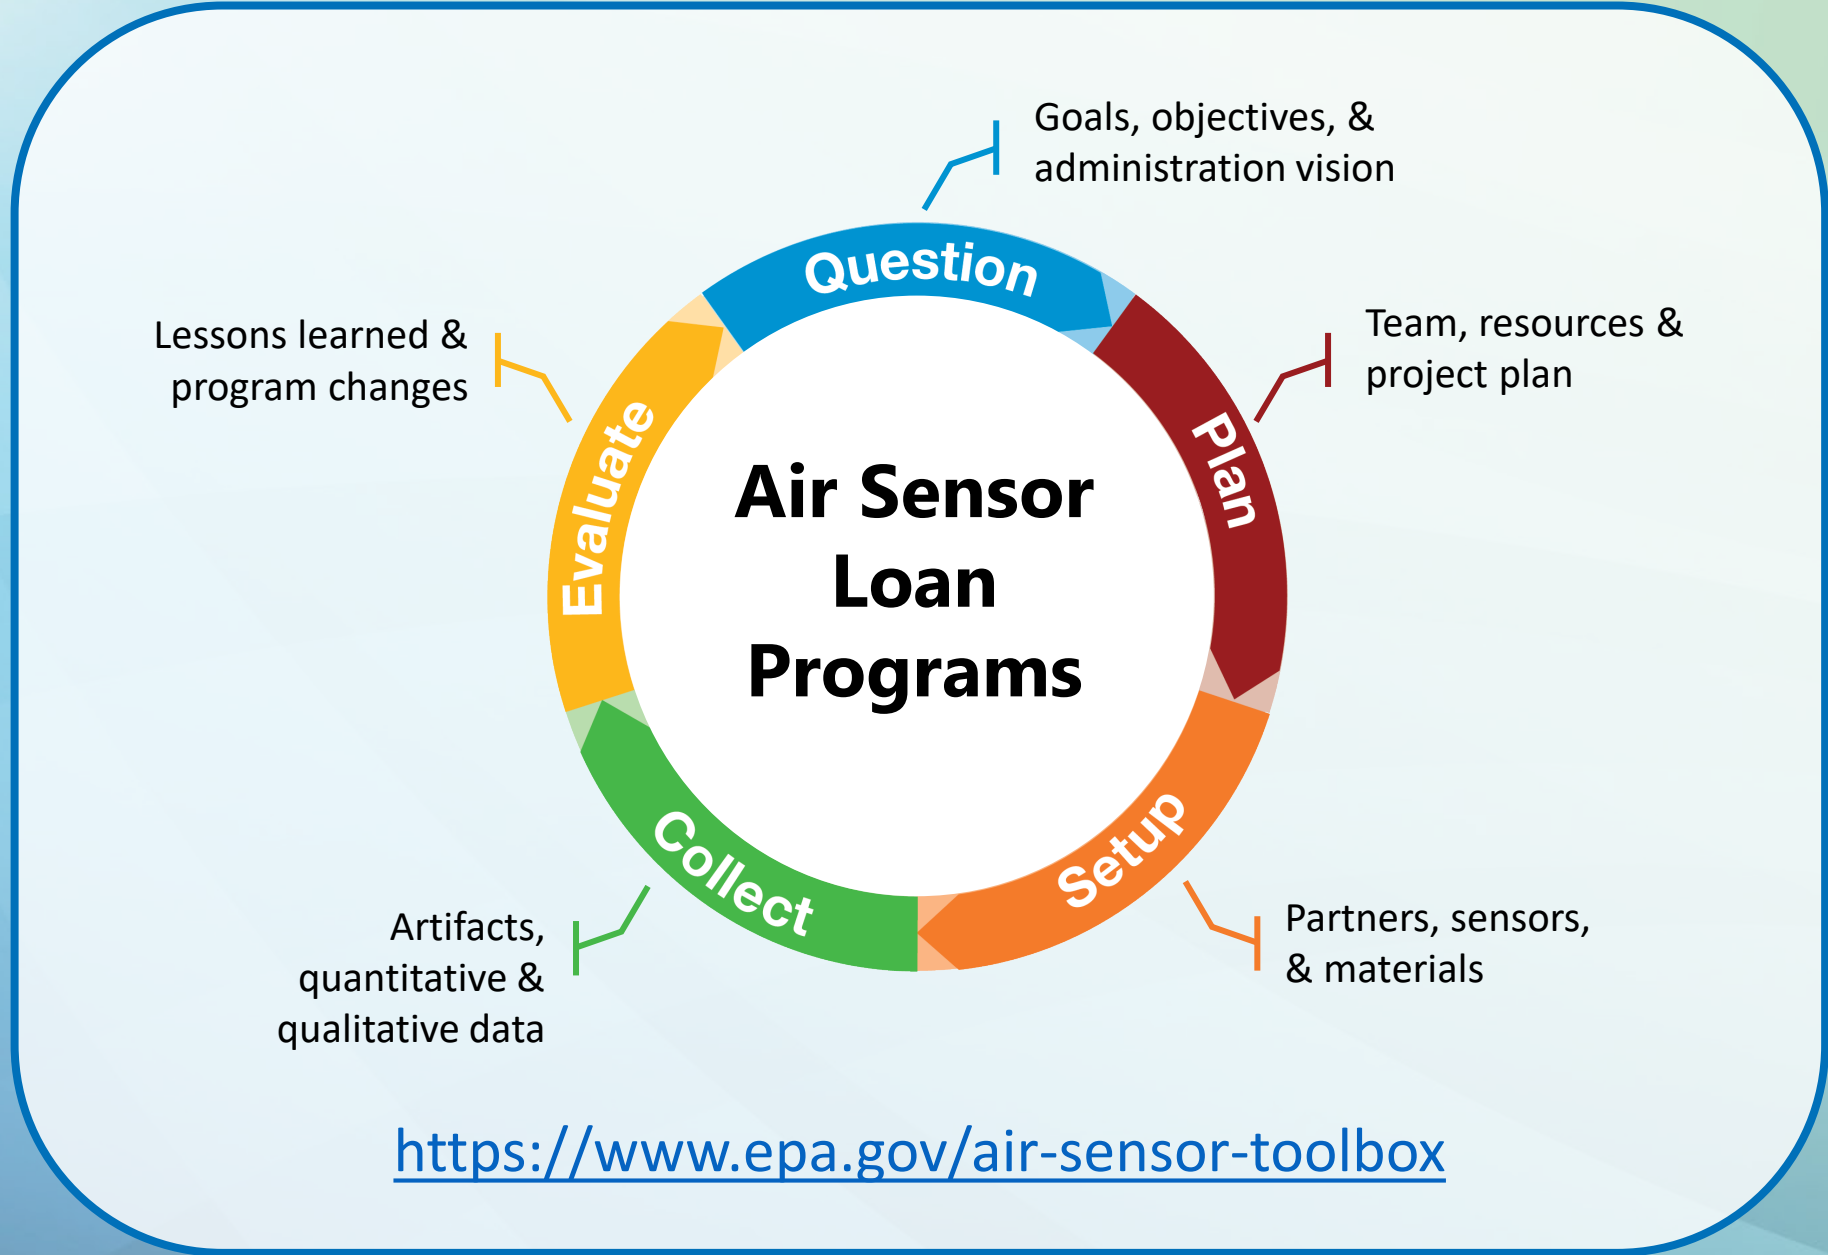 Goals, objectives, &
administration vision
Question
Team, resources &
project plan
Plan
Partners, sensors,
& materials
Setup
Artifacts,
quantitative &
qualitative data
Collect
Lessons learned &
program changes
Evaluate
Air Sensor
Loan
Programs
https://www.epa.gov/air-sensor-toolbox